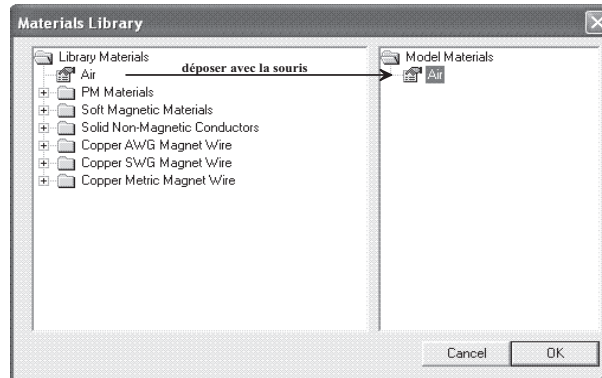 Materials Library
Library Materials
Air
déposer avec la souris
PM Materials
Soft Magnetic Materials
Solid Non-Magnetic Conductors
Copper AWG Magnet Wire
Copper SWG Magnet Wire
Copper Metric Magnet Wire
Model Materials
Air
Cancel
OK